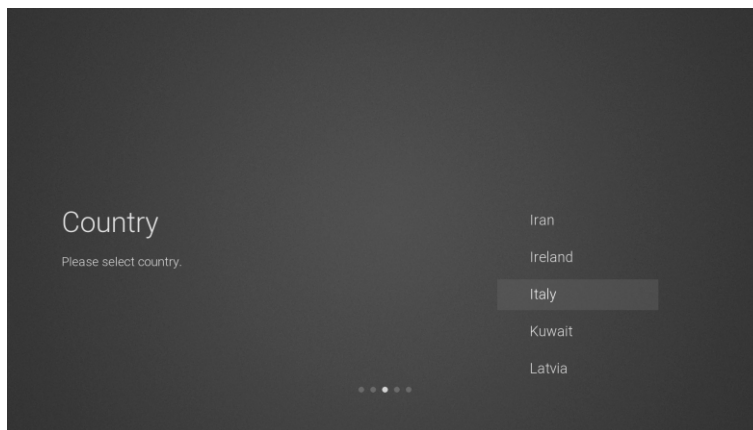 Country
Please select country.
Iran
Ireland
Italy
Kuwait
Latvia